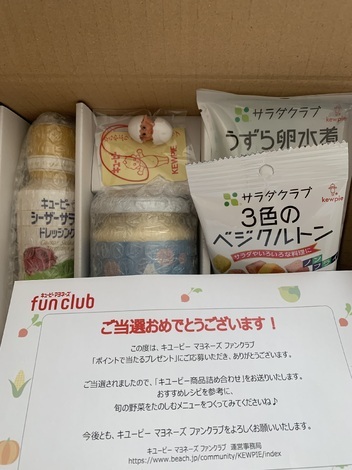 サラダクラブ
kewpie
うずら卵水煮
キユーピー
KEWPIE
キユーピー
シーザーサラ
ドレッシング
サラダクラブ
kewpie
3色の
ベジクルトン
サラダやいろいろな料理に
キユーピー マヨネーズ
fun club
ご当選おめでとうございます！
この度は、キユーピー マヨネーズ ファンクラブ
「ポイントで当たるプレゼント」にご応募いただき、ありがとうございます。
ご当選されましたので、「キユーピー商品詰め合わせ」をお送りいたします。
おすすめレシピを参考に、
旬の野菜をたのしむメニューをつくってみてくださいね♪
今後とも、キユーピー マヨネーズ ファンクラブをよろしくお願いいたします。
キユーピー マヨネーズ ファンクラブ 運営事務局
https://www.beach.jp/community/KEWPIE/index